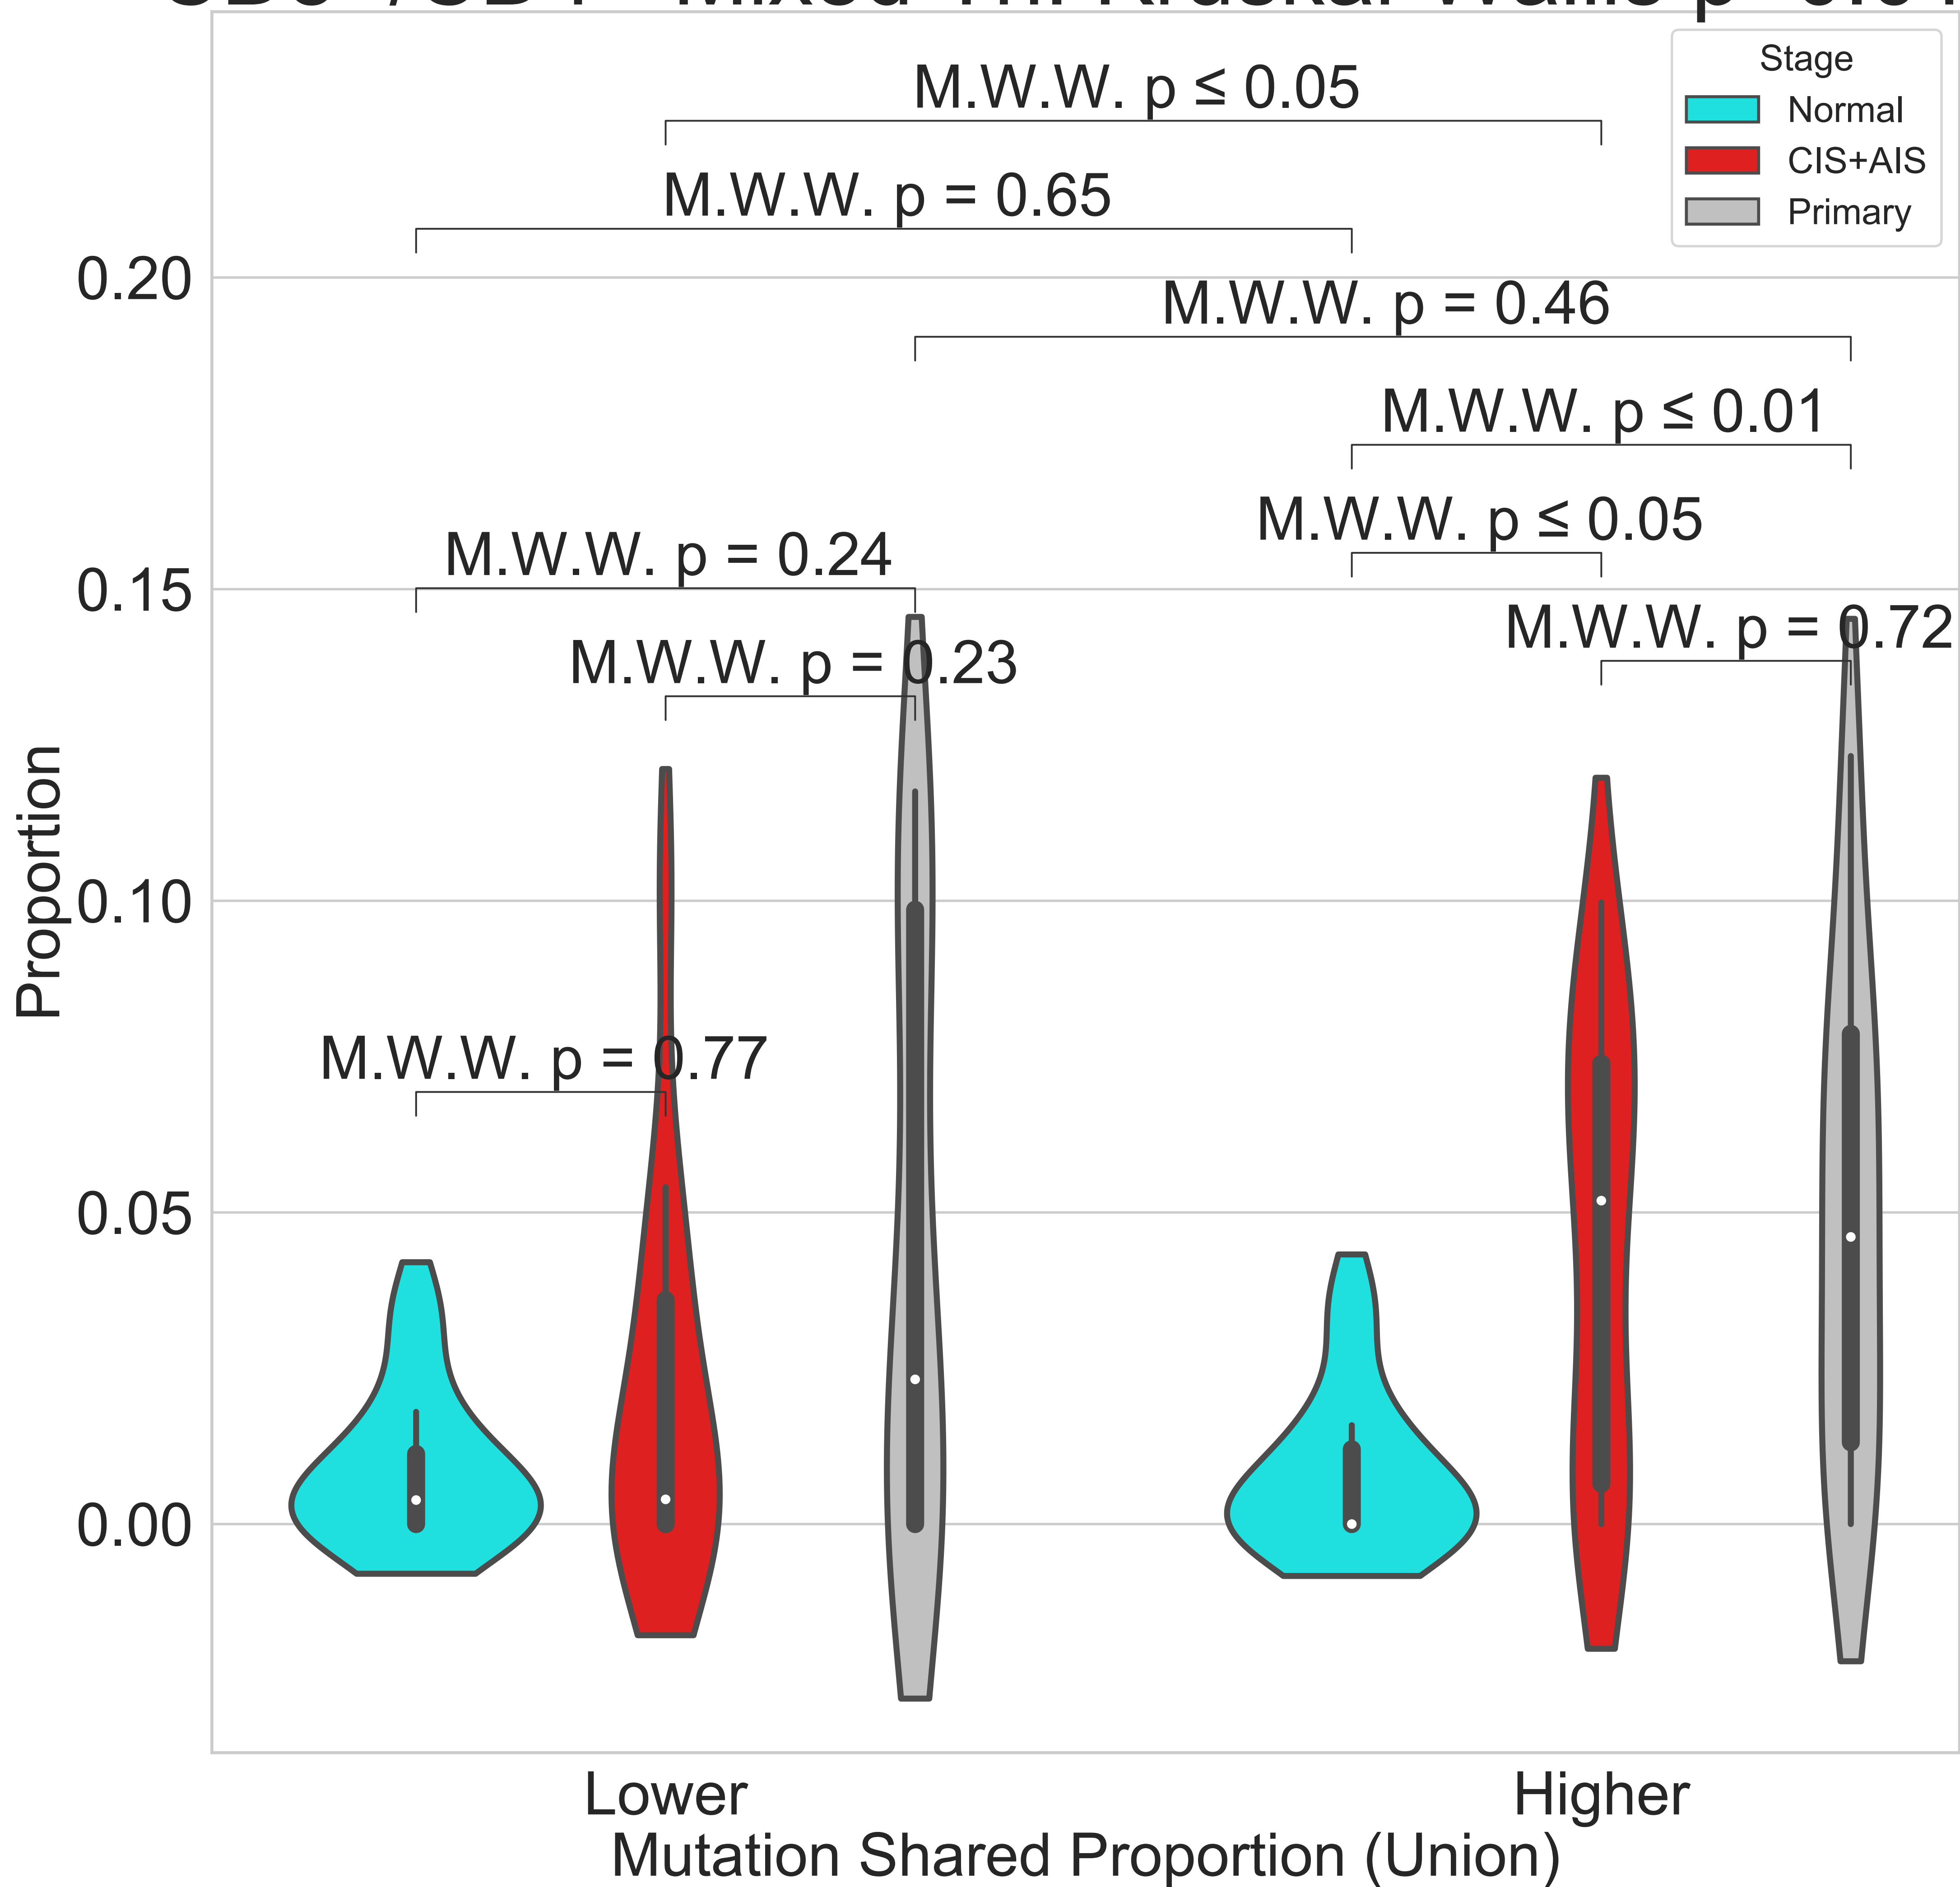 M.W.W. p ≤ 0.05
Stage
Normal
CIS+AIS
Primary
M.W.W. p = 0.65
0.20
M.W.W. p = 0.46
M.W.W. p ≤ 0.01
M.W.W. p ≤ 0.05
M.W.W. p = 0.24
0.15
M.W.W. p = 0.72
M.W.W. p = 0.23
Proportion
0.10
M.W.W. p = 0.77
0.05
0.00
Lower
Higher
Mutation Shared Proportion (Union)